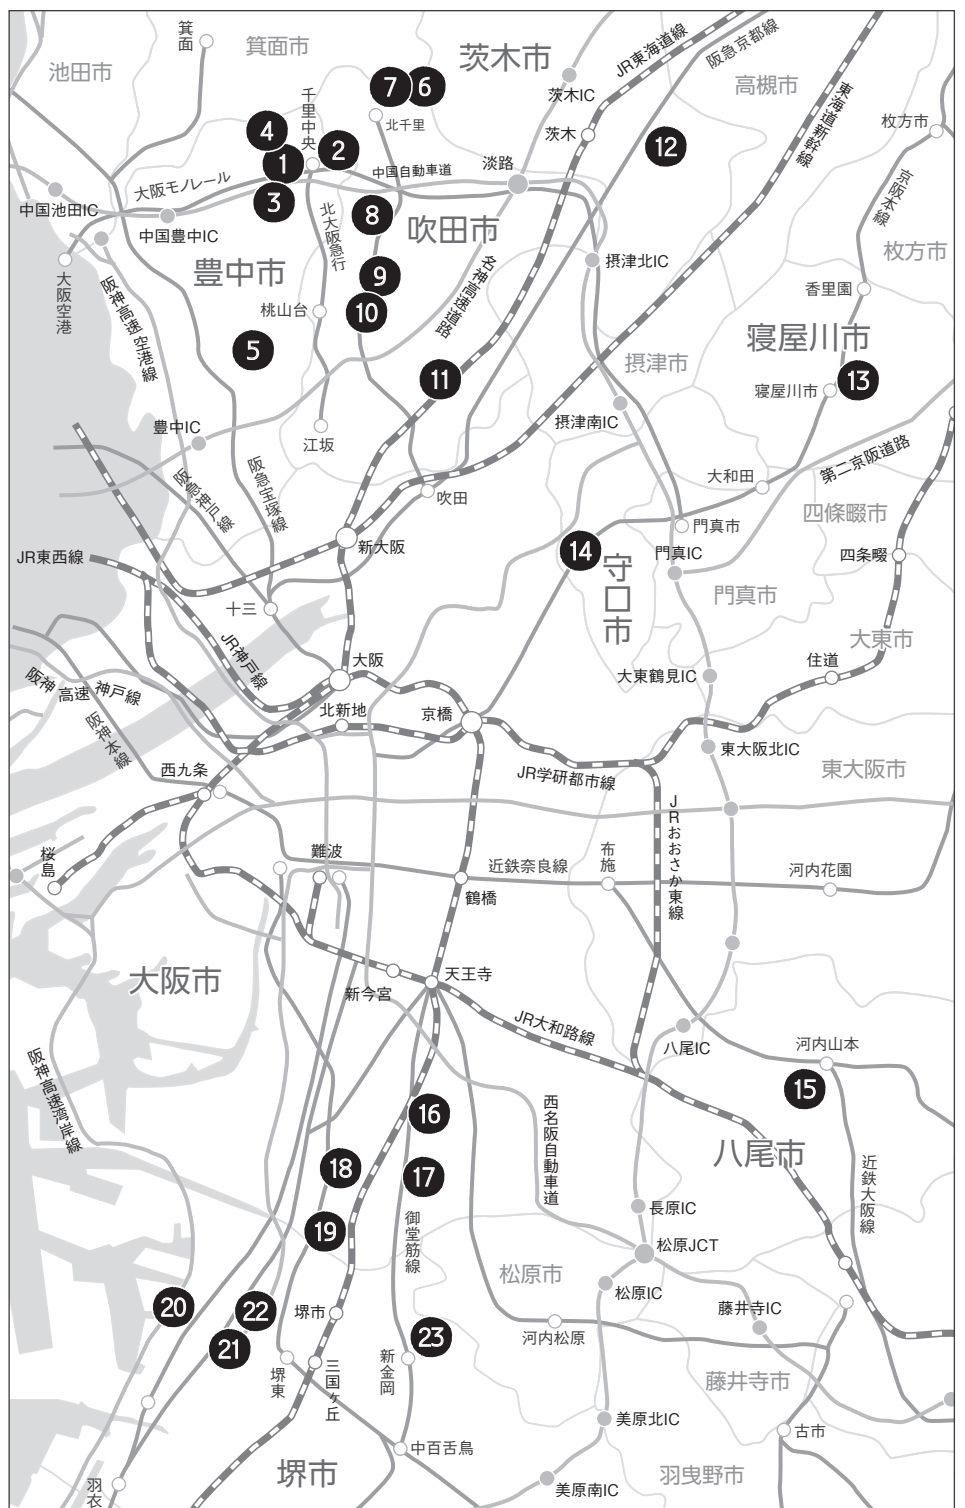 箕面
箕面市
池田市
茨木市
JR東海道線
阪急京都線
高槻市
茨木IC
7
6
千里中央
北千里
東海道新幹線
枚方市
4
茨木
12
1
2
中国自動車道
淡路
大阪モノレール
京阪本線
中国池田IC
3
8
吹田市
中国豊中IC
北大阪急行
枚方市
豊中市
名神高速道路
摂津北IC
大阪空港
阪神高速空港線
9
香里園
桃山台
10
寝屋川市
5
摂津市
11
寝屋川市
13
摂津南IC
豊中IC
江坂
第二京阪道路
阪急神戸線
阪急宝塚線
大和田
吹田
四條畷市
門真市
新大阪
14
守口市
門真IC
四条畷
JR東西線
門真市
十三
大東市
JR神戸線
大阪
住道
大東鶴見IC
阪神高速神戸線
北新地
京橋
阪神本線
東大阪北IC
西九条
JR学研都市線
東大阪市
JRおおさか東線
桜島
難波
近鉄奈良線
布施
河内花園
鶴橋
大阪市
天王寺
新今宮
JR大和路線
八尾IC
河内山本
阪神高速湾岸線
15
16
西名阪自動車道
八尾市
18
17
近鉄大阪線
長原IC
19
御堂筋線
松原JCT
松原市
20
22
堺市
松原IC
藤井寺IC
21
23
河内松原
堺東
三国ヶ丘
新金岡
藤井寺市
美原北IC
古市
中百舌鳥
堺市
羽衣
羽曳野市
美原南IC